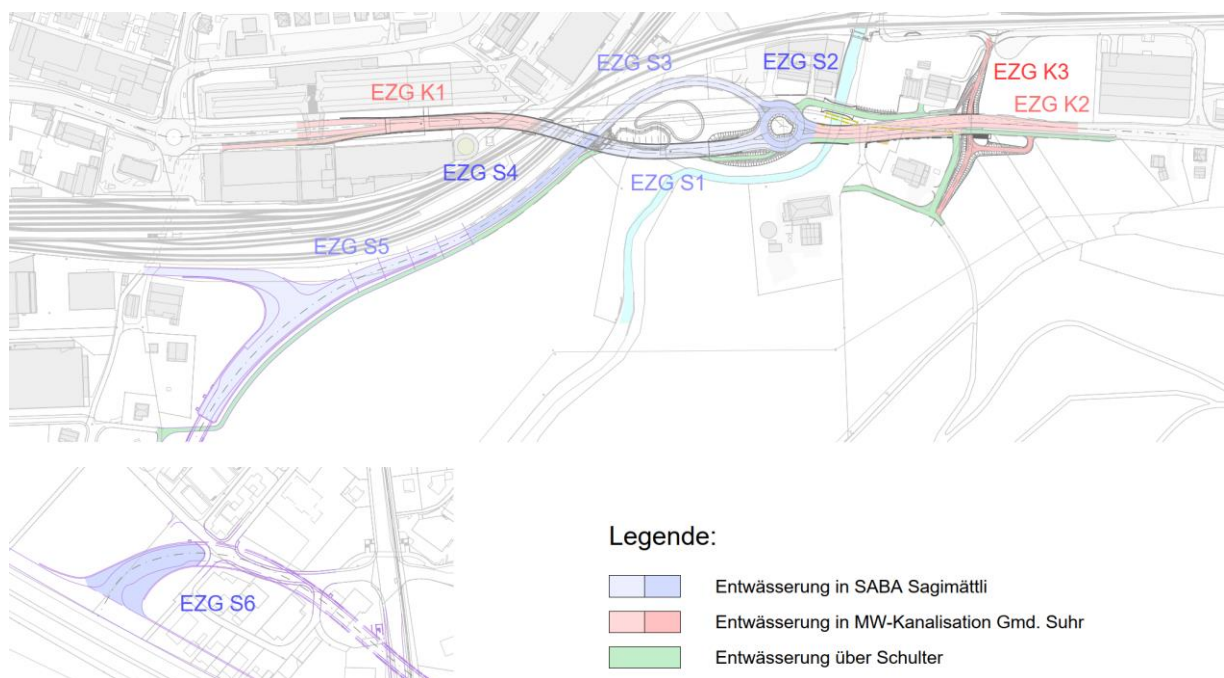 EZG S3
EZG S2
EZG K3
EZG K1
EZG K2
EZG S4
EZG S1
EZG S5
EZG S6
Legende:
Entwässerung in SABA Sagimättli
Entwässerung in MW-Kanalisation Gmd. Suhr
Entwässerung über Schulter